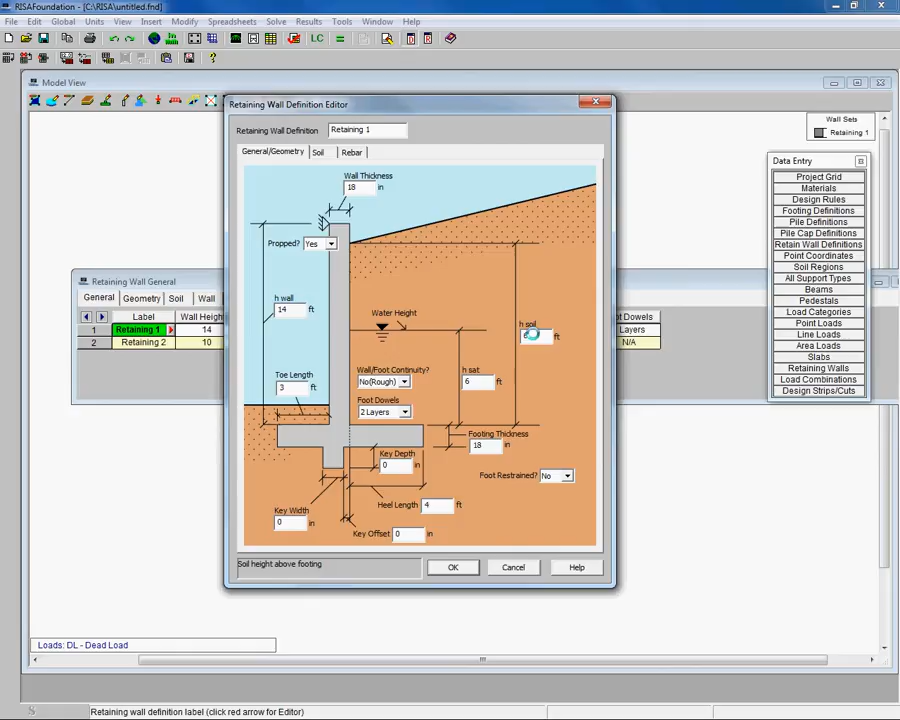 RISAFoundation - [C:\RISA\untitled.fnd]
File Edit Global Units View Insert Modify Spreadsheets Solve Results Tools Window Help
LC
Model View
Wall Sets
Retaining 1
Data Entry
Project Grid
Materials
Design Rules
Footing Definitions
Pile Definitions
Pile Cap Definitions
Retain Wall Definitions
Point Coordinates
Soil Regions
All Support Types
Beams
Pedestals
Load Categories
Point Loads
Line Loads
Area Loads
Slabs
Retaining Walls
Load Combinations
Design Strips/Cuts
Retaining Wall General
General Geometry Soil Wall
Label Wall Heig
Dowels
1 Retaining 1 14 Layers
2 Retaining 2 10 N/A
Retaining Wall Definition Editor
Retaining Wall Definition Retaining 1
General/Geometry Soil Rebar
Wall Thickness
18 in
Propped? Yes
h wall
14 ft
Water Height
h soil
ft
Wall/Foot Continuity?
No(Rough)
h sat
6 ft
Toe Length
3 ft
Foot Dowels
2 Layers
Footing Thickness
18 in
Key Depth
0 in
Foot Restrained? No
Heel Length 4 ft
Key Width
0 in
Key Offset 0 in
Soil height above footing
OK Cancel Help
Loads: DL - Dead Load
Retaining wall definition label (click red arrow for Editor)